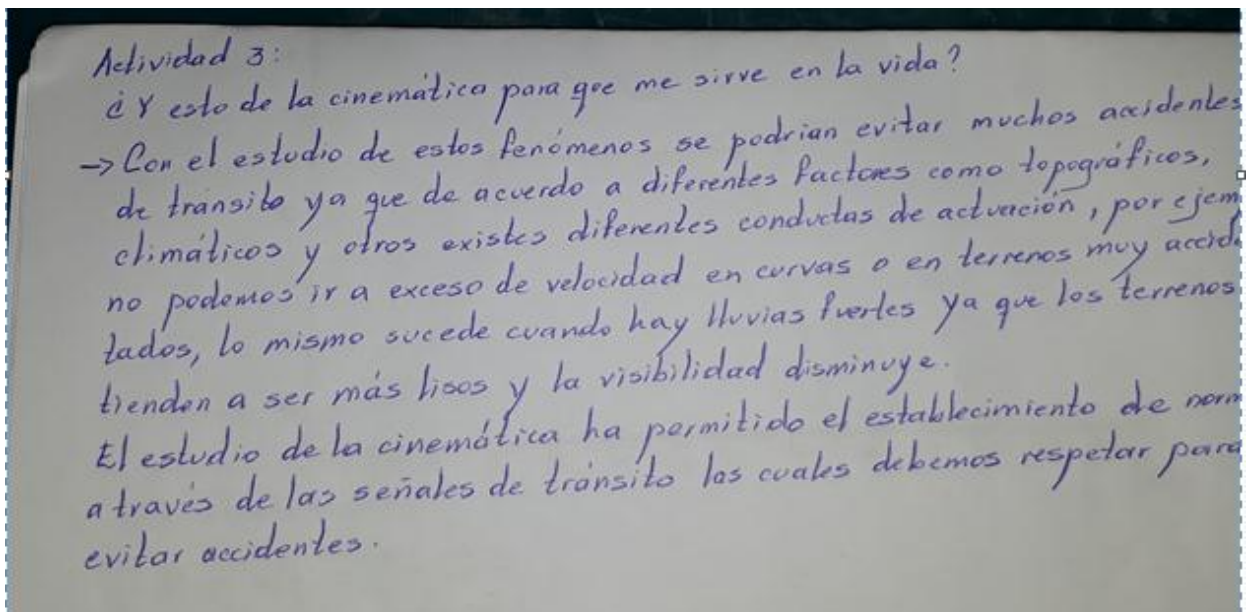 Actividad 3:
¿Y esto de la cinemática para que me sirve en la vida?
→ Con el estudio de estos fenómenos se podrian evitar muchos accidentes
de transito ya que de acuerdo a diferentes factores como topográficos,
climáticos y otros existes diferentes conductas de actuación, por ejem
no podemos ir a exceso de velocidad en curvas o en terrenos muy accid
tados, lo mismo sucede cuando hay lluvias fuertes ya que los terrenos
tienden a ser más lisos y la visibilidad disminuye.
El estudio de la cinemática ha permitido el establecimiento de norm
a través de las señales de tránsito las cuales debemos respetar para
evitar accidentes.